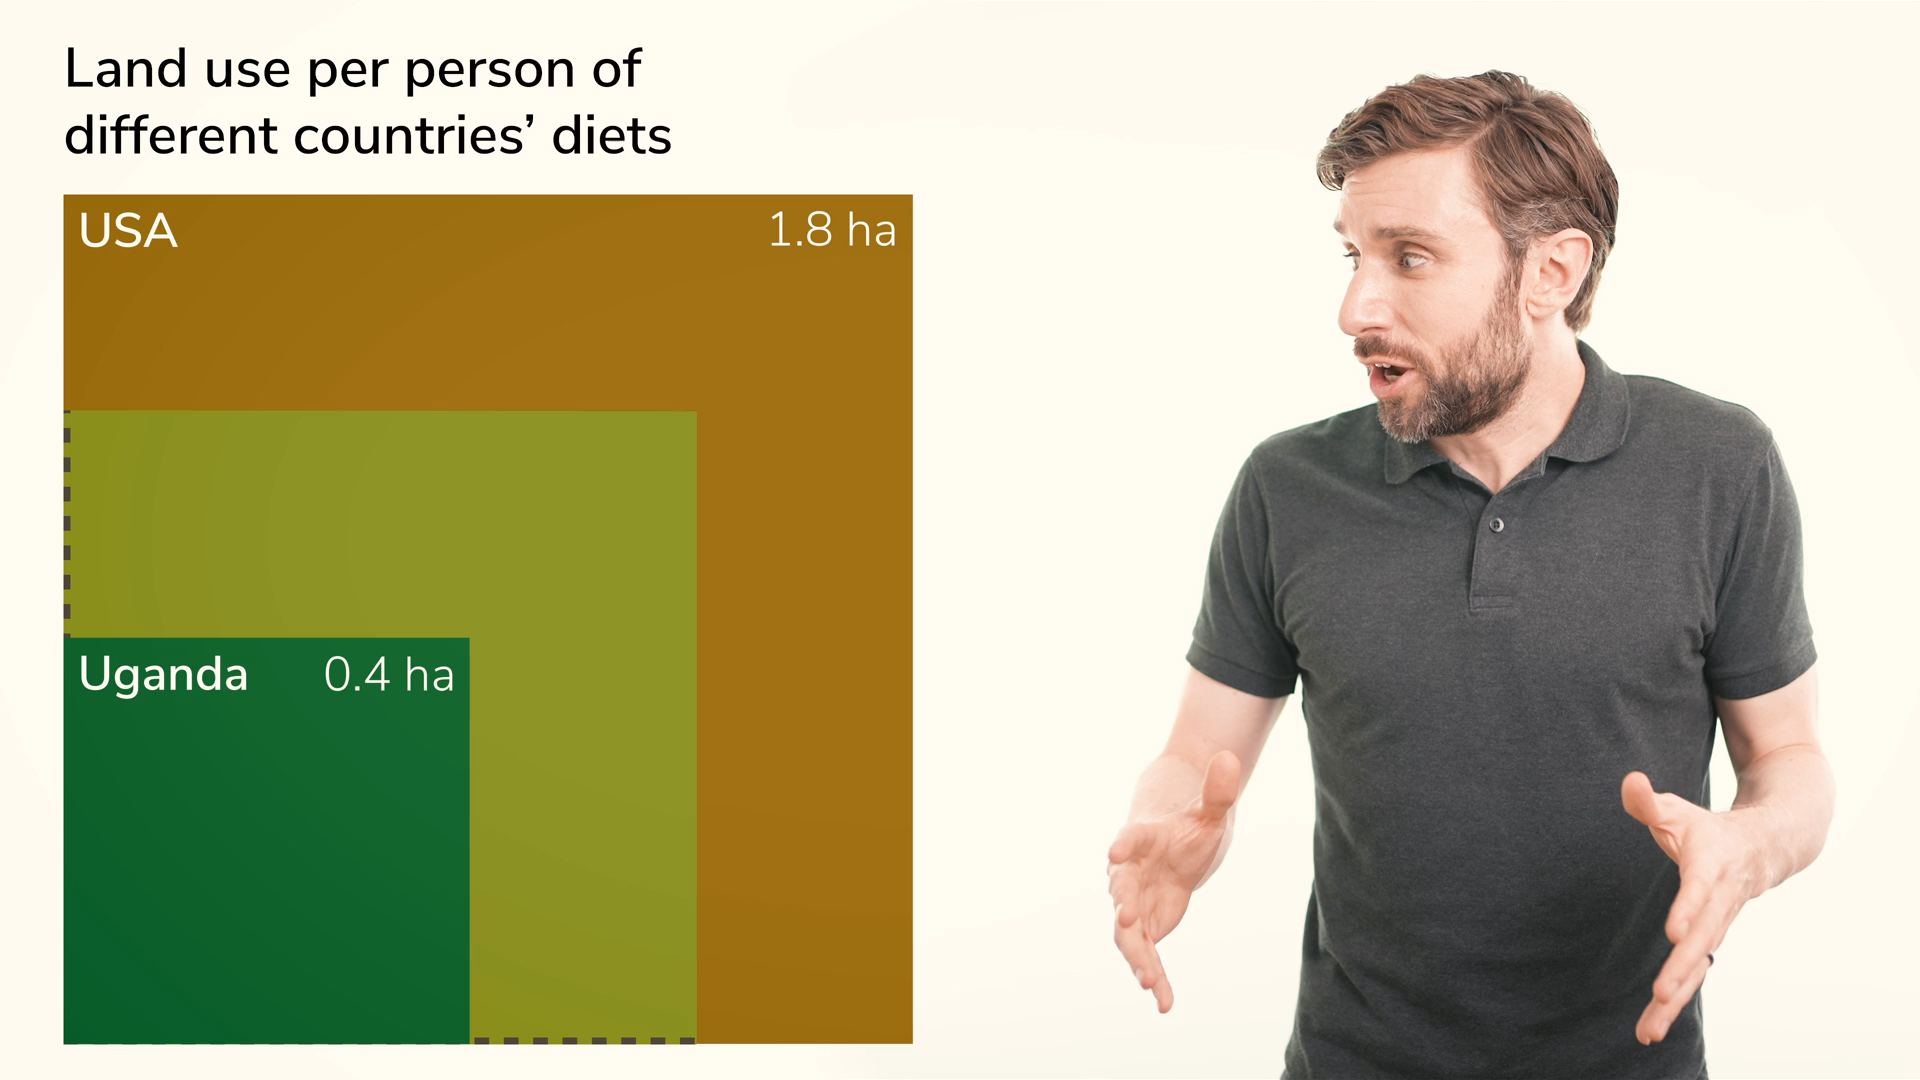 Land use per person of
different countries’ diets
USA 1.8 ha
Uganda 0.4 ha